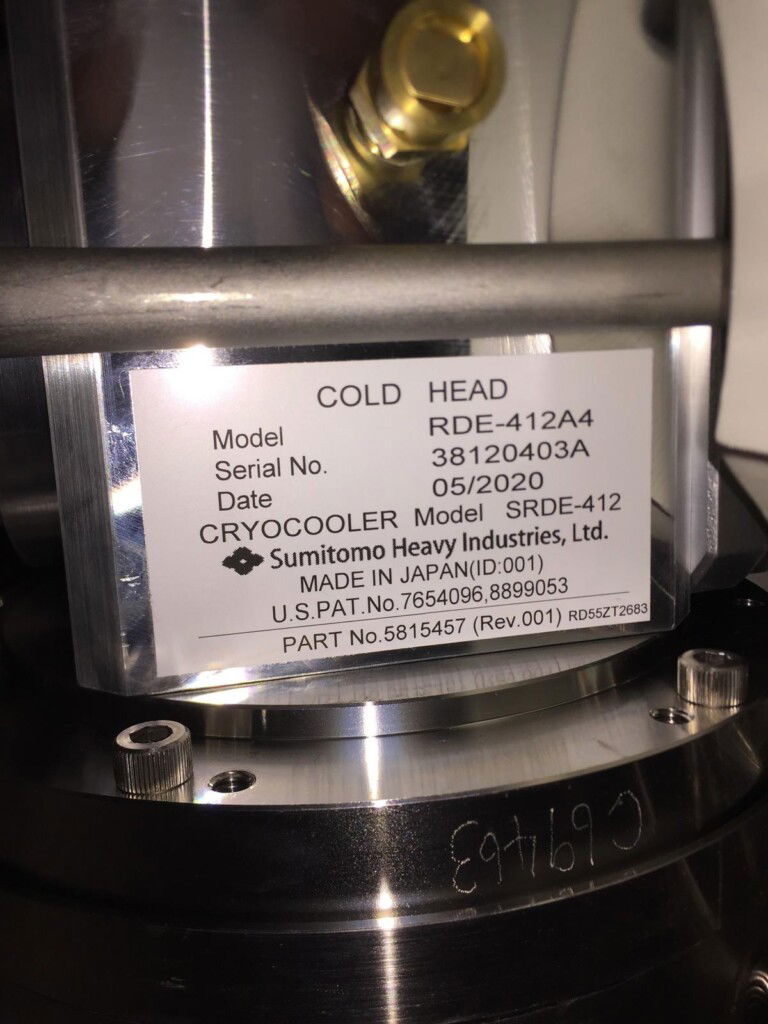 COLD HEAD
Model RDE-412A4
Serial No. 38120403A
Date 05/2020
CRYOCOOLER Model SRDE-412
Sumitomo Heavy Industries, Ltd.
MADE IN JAPAN(ID:001)
U.S.PAT.No.7654096,8899053
PART No.5815457 (Rev.001) RD55ZT2683